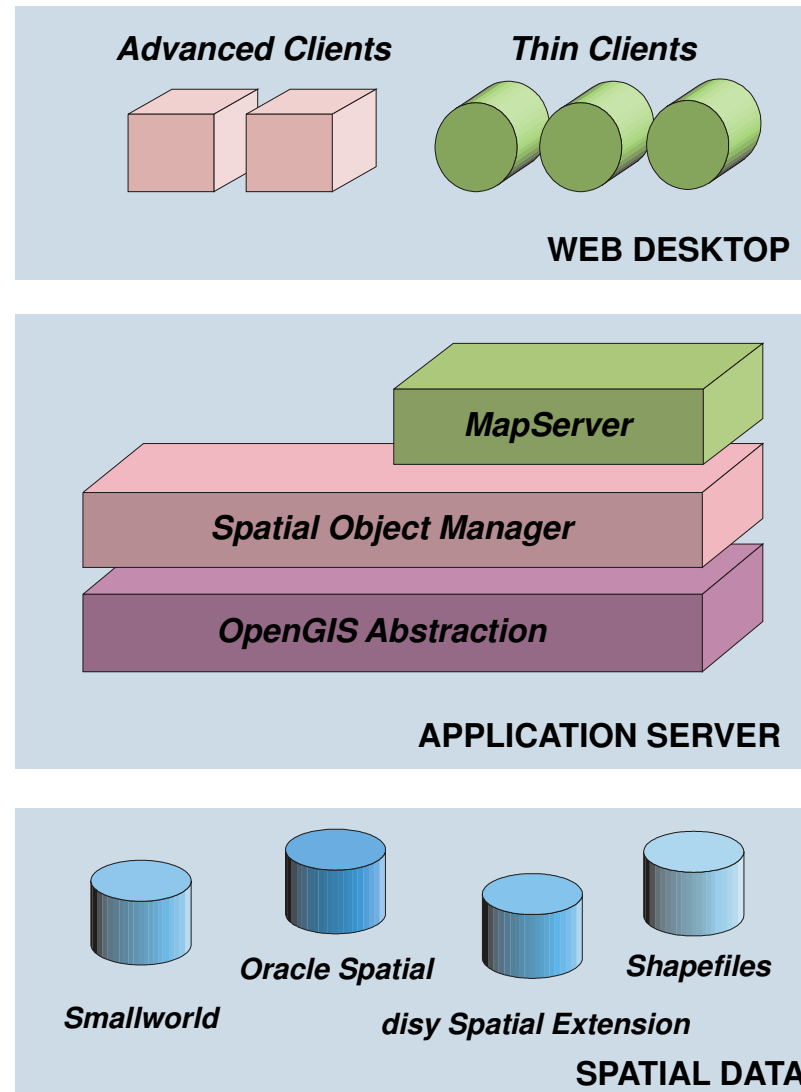 Advanced Clients
Thin Clients
WEB DESKTOP
MapServer
Spatial Object Manager
OpenGIS Abstraction
APPLICATION SERVER
Oracle Spatial
Shapefiles
Smallworld
disy Spatial Extension
SPATIAL DATA